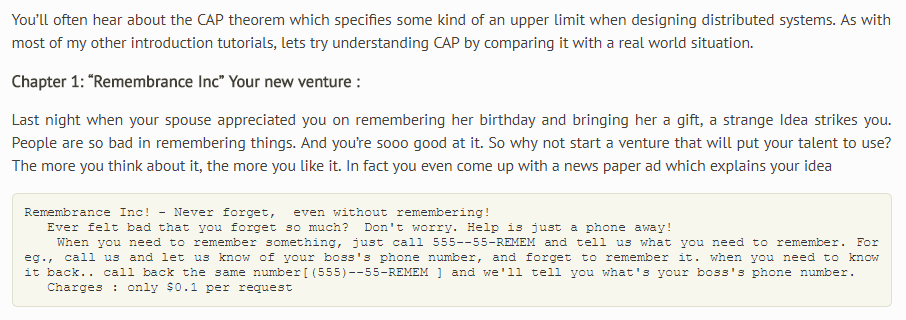 You'll often hear about the CAP theorem which specifies some kind of an upper limit when designing distributed systems. As with
most of my other introduction tutorials, lets try understanding CAP by comparing it with a real world situation.
Chapter 1: “Remembrance Inc” Your new venture :
Last night when your spouse appreciated you on remembering her birthday and bringing her a gift, a strange Idea strikes you.
People are so bad in remembering things. And you're sooo good at it. So why not start a venture that will put your talent to use?
The more you think about it, the more you like it. In fact you even come up with a news paper ad which explains your idea
Remembrance Inc! - Never forget,  even without remembering!
Ever felt bad that you forget so much?  Don't worry. Help is just a phone away!
When you need to remember something, just call 555--55-REMEM and tell us what you need to remember. For
eg., call us and let us know of your boss's phone number, and forget to remember it. when you need to know
it back.. call back the same number[(555)--55-REMEM ] and we'll tell you what's your boss's phone number.
Charges : only $0.1 per request